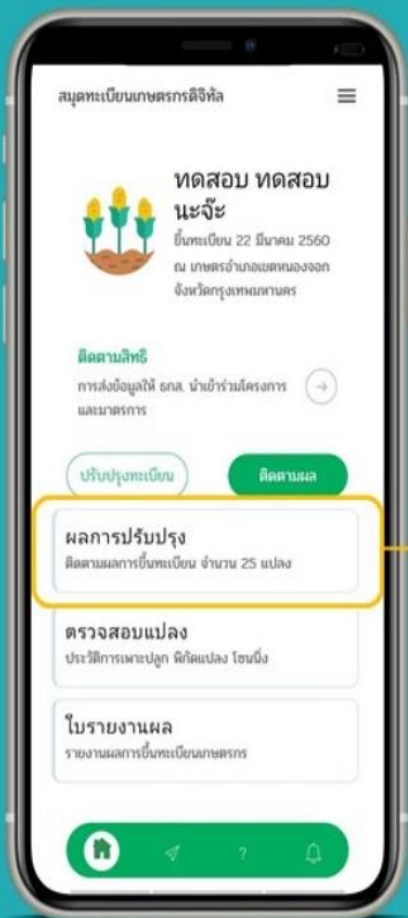 สมุดทะเบียนเกษตรกรดิจิทัล
ทดสอบ ทดสอบ
นะจ๊ะ
ขึ้นทะเบียน 22 มีนาคม 2560
ณ เกษตรอำเภอเขตหนองจอก
จังหวัดกรุงเทพมหานคร
ติดตามสิทธิ
การส่งข้อมูลให้ ธกส. นำเข้าร่วมโครงการ
และมาตรการ
ปรับปรุงทะเบียน
ติดตามผล
ผลการปรับปรุง
ติดตามผลการขึ้นทะเบียน จำนวน 25 แปลง
ตรวจสอบแปลง
ประวัติการเพาะปลูก พิกัดแปลง โซนนิ่ง
ใบรายงานผล
รายงานผลการขึ้นทะเบียนเกษตรกร
?